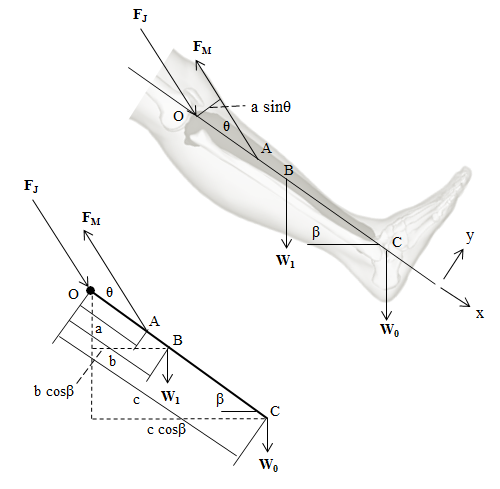 F_J
F_M
a sinθ
O
θ
A
B
β
C
W_1
y
x
W_0
F_J
F_M
O
θ
A
a
B
b
b cosβ
W_1
c
β
C
c cosβ
W_0